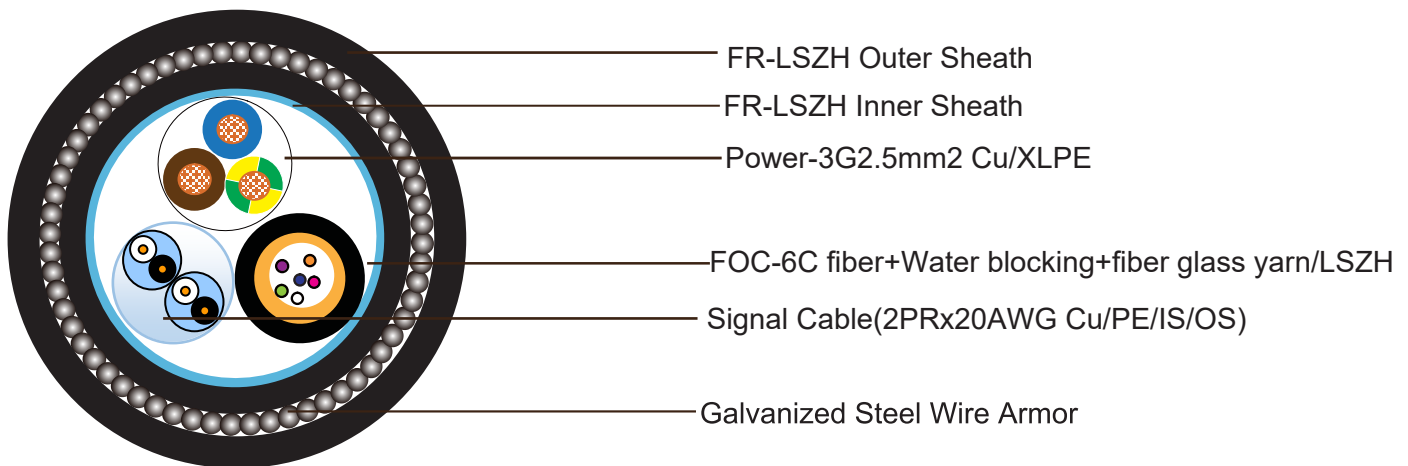 FR-LSZH Outer Sheath
FR-LSZH Inner Sheath
Power-3G2.5mm2 Cu/XLPE
FOC-6C fiber+Water blocking+fiber glass yarn/LSZH
Signal Cable(2PRx20AWG Cu/PE/IS/OS)
Galvanized Steel Wire Armor